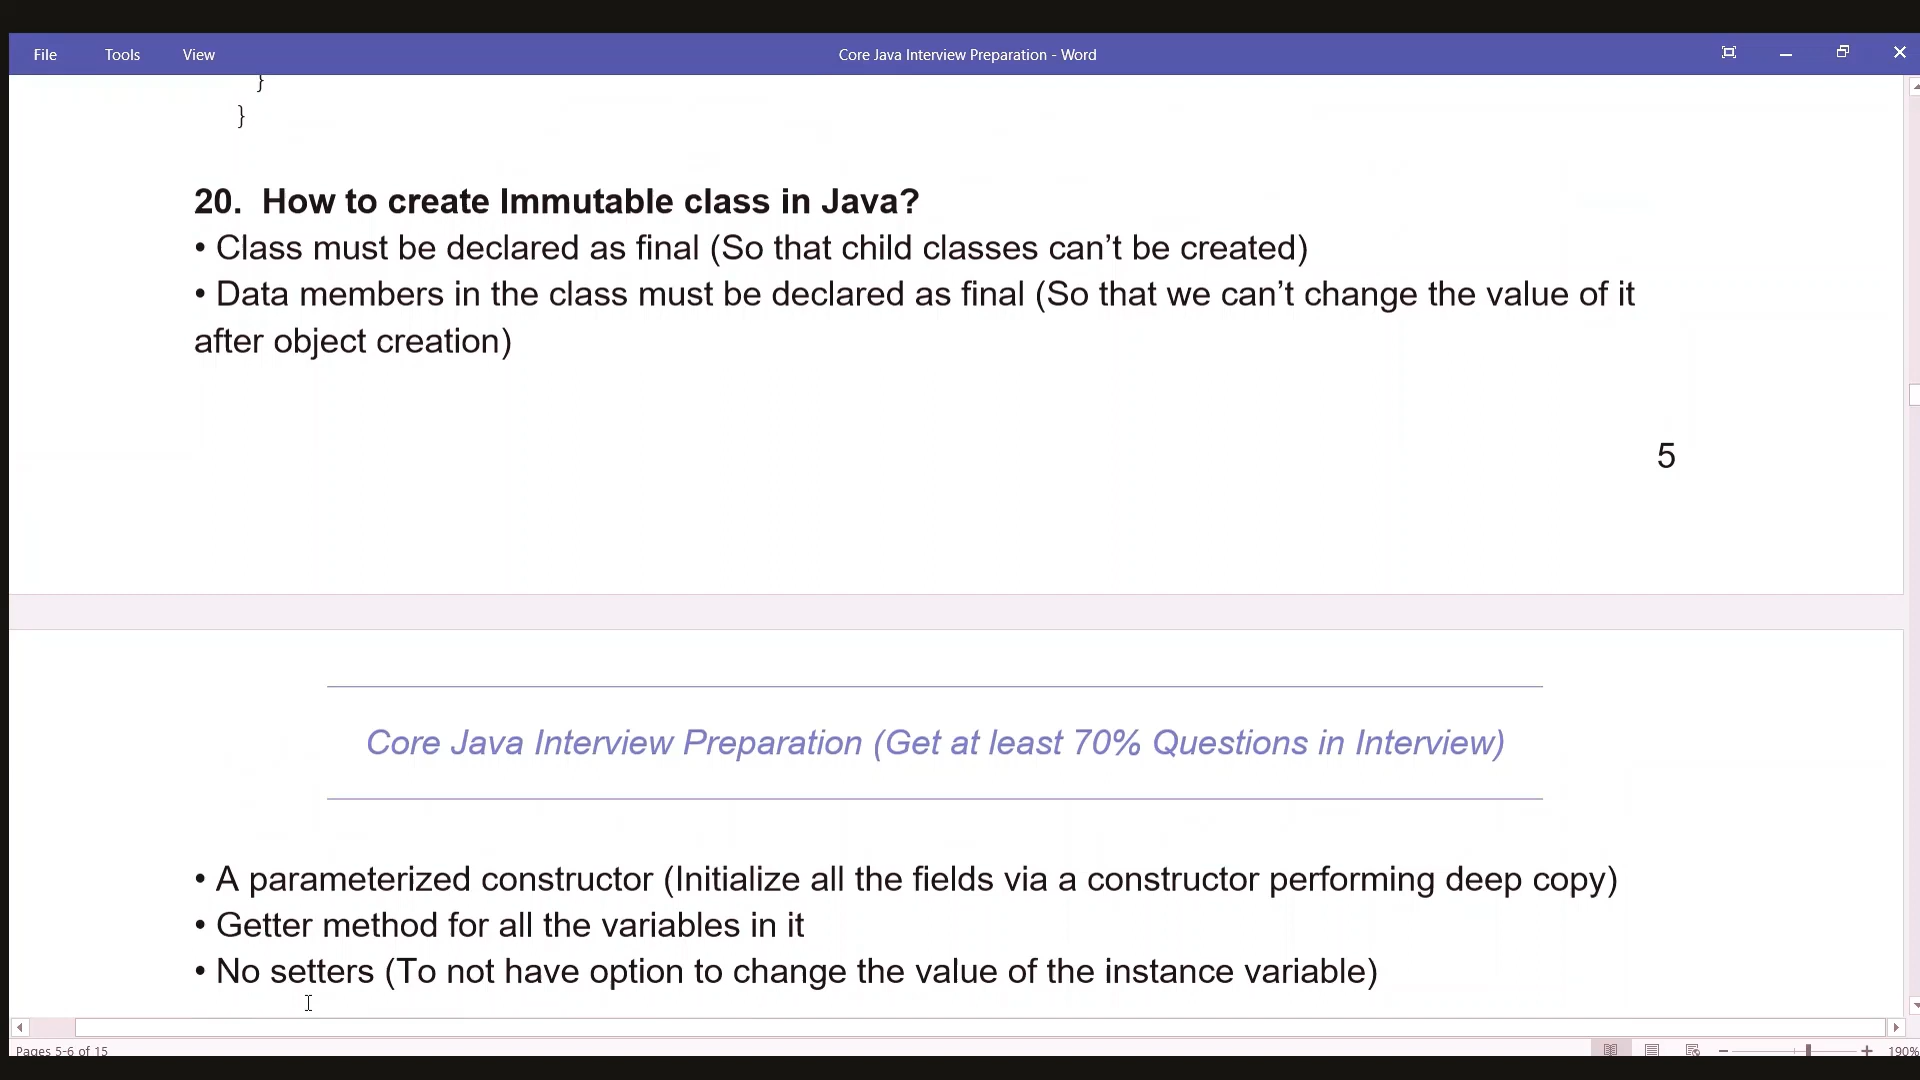 File Tools View Core Java Interview Preparation - Word
}
}
20. How to create Immutable class in Java?
• Class must be declared as final (So that child classes can’t be created)
• Data members in the class must be declared as final (So that we can’t change the value of it
after object creation)
5
Core Java Interview Preparation (Get at least 70% Questions in Interview)
• A parameterized constructor (Initialize all the fields via a constructor performing deep copy)
• Getter method for all the variables in it
• No setters (To not have option to change the value of the instance variable)
Pages 5-6 of 15 190%